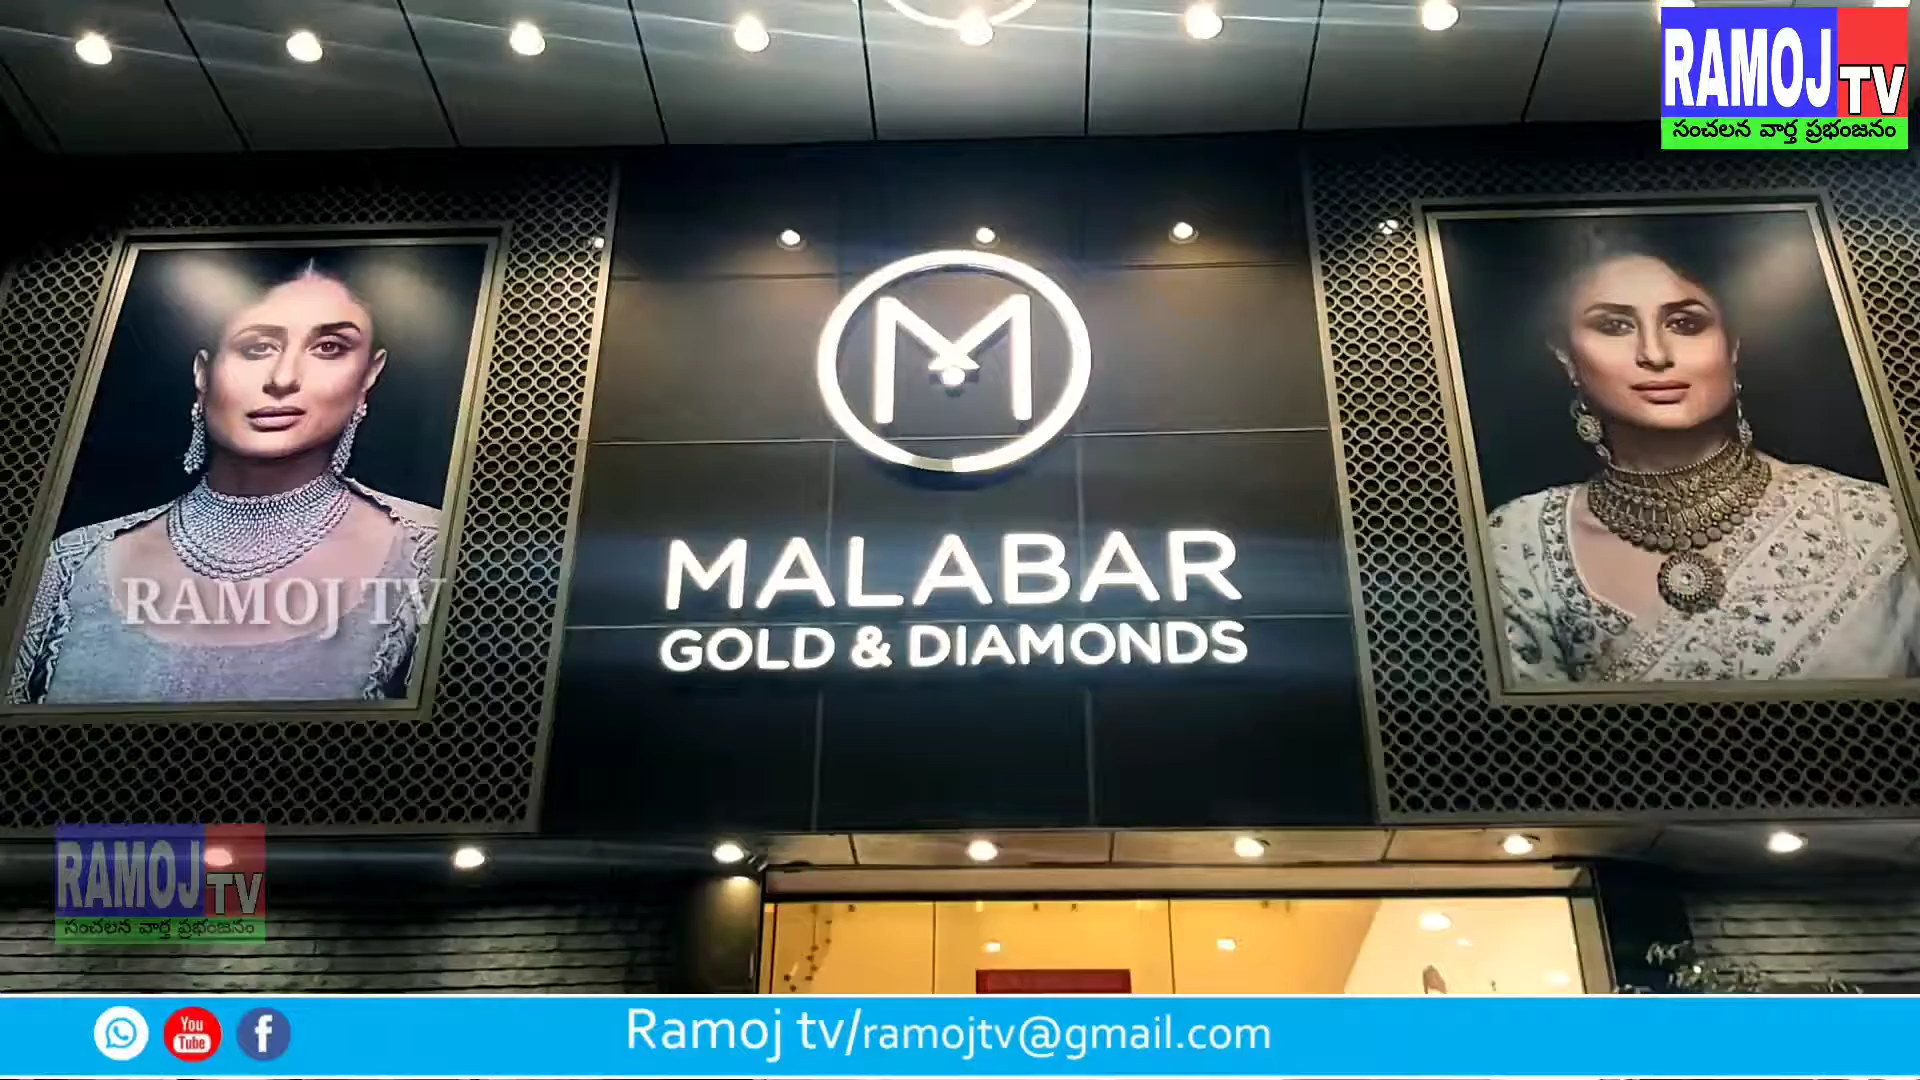 RAMOJ TV
సంచలన వార్త ప్రభంజనం
M
MALABAR
GOLD & DIAMONDS
RAMOJ TV
RAMOJ TV
సంచలన వార్త ప్రభంజనం
You
Tube
f
Ramoj tv/ramojtv@gmail.com